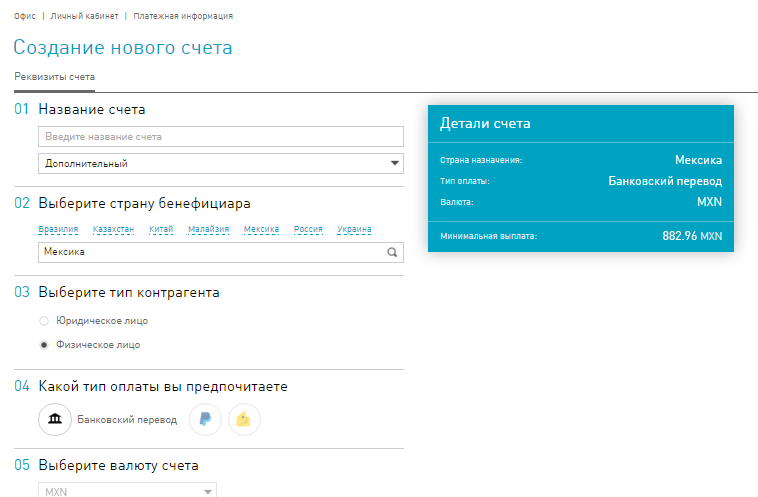 Офис | Личный кабинет | Платежная информация
Создание нового счета
Реквизиты счета
01 Название счета
Введите название счета
Дополнительный
02 Выберите страну бенефициара
Бразилия Казахстан Китай Малайзия Мексика Россия Украина
Мексика
03 Выберите тип контрагента
Юридическое лицо
Физическое лицо
04 Какой тип оплаты вы предпочитаете
Банковский перевод
05 Выберите валюту счета
MXN
Детали счета
Страна назначения: Мексика
Тип оплаты: Банковский перевод
Валюта: MXN
Минимальная выплата: 882.96 MXN